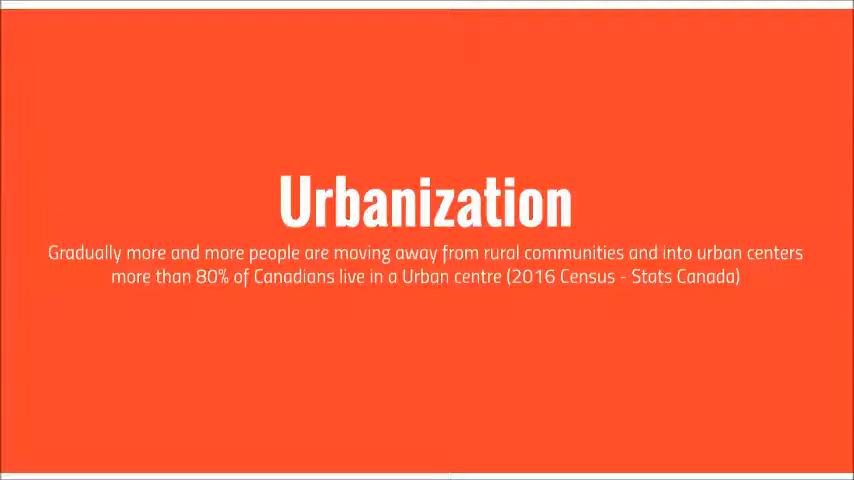 Urbanization
Gradually more and more people are moving away from rural communities and into urban centers
more than 80% of Canadians live in a Urban centre (2016 Census - Stats Canada)